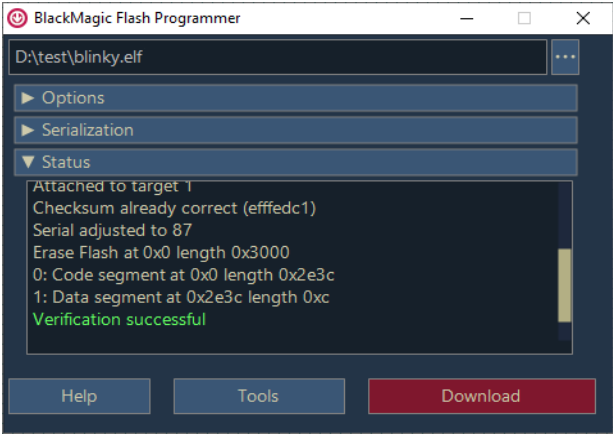 BlackMagic Flash Programmer
D:\test\blinky.elf
...
Options
Serialization
Status
Attached to target 1
Checksum already correct (efffedc1)
Serial adjusted to 87
Erase Flash at 0x0 length 0x3000
0: Code segment at 0x0 length 0x2e3c
1: Data segment at 0x2e3c length 0xc
Verification successful
Help
Tools
Download